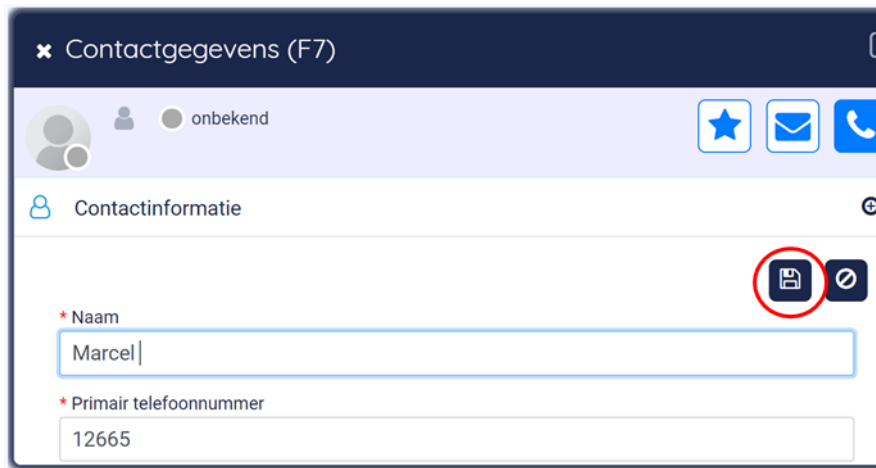 Contactgegevens (F7)
onbekend
Contactinformatie
* Naam
Marcel
* Primair telefoonnummer
12665